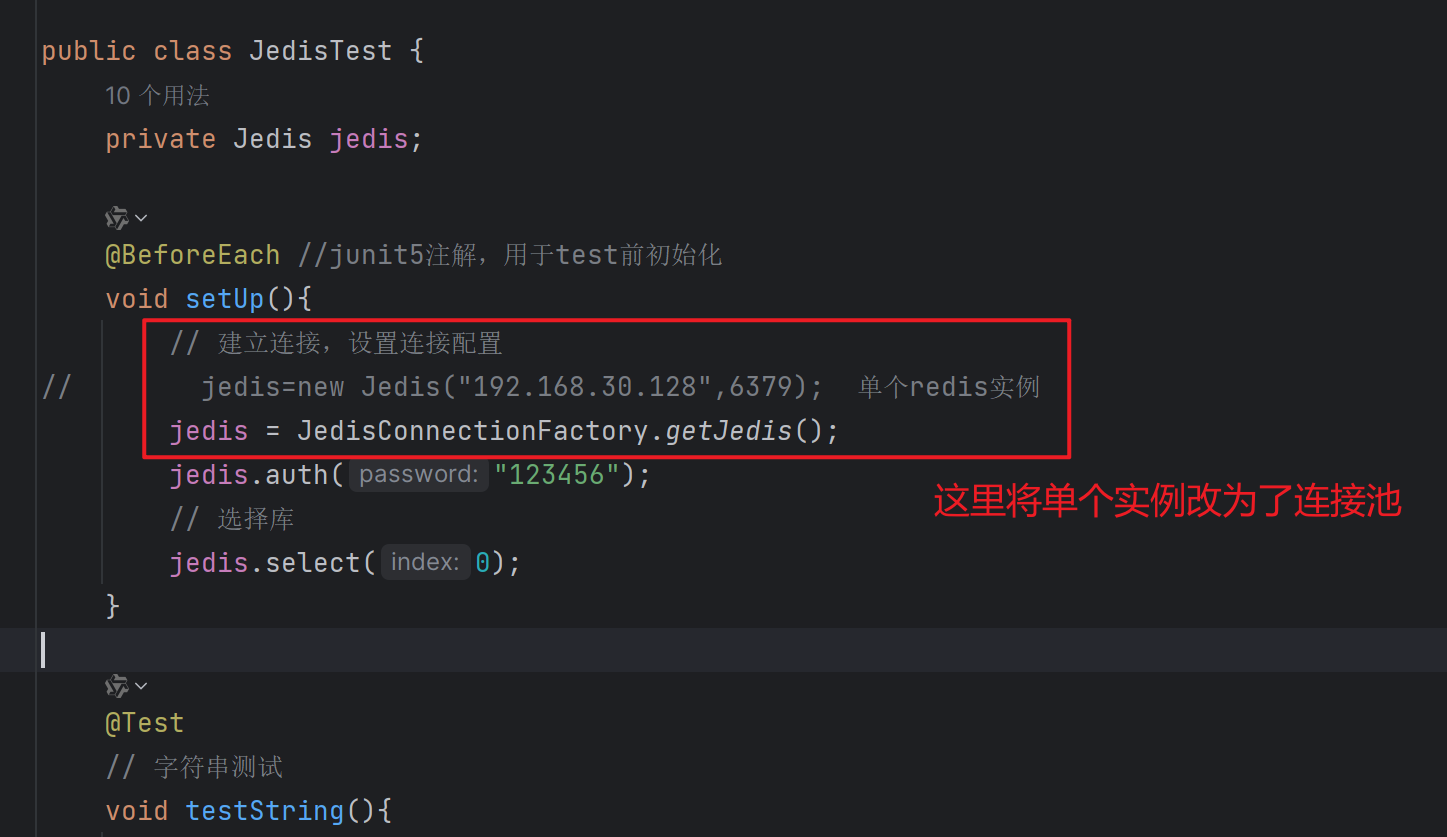 public class JedisTest {
10 个用法
private Jedis jedis;
@BeforeEach //junit5注解，用于test前初始化
void setUp(){
// 建立连接，设置连接配置
// jedis=new Jedis("192.168.30.128",6379); 单个redis实例
jedis = JedisConnectionFactory.getJedis();
jedis.auth( password: "123456");
这里将单个实例改为了连接池
// 选择库
jedis.select( index: 0);
}
@Test
// 字符串测试
void testString(){